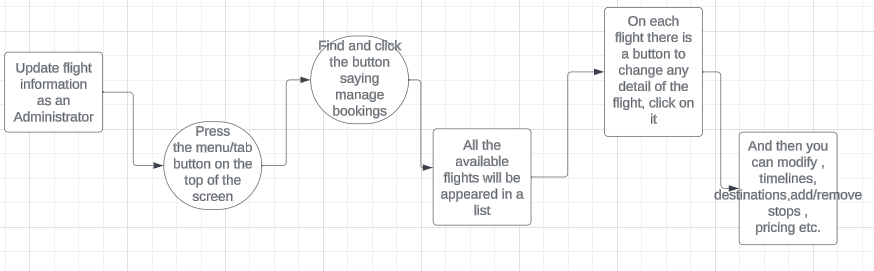 Update flight
information
as an
Administrator
Press
the menu/tab
button on the
top of the
screen
Find and click
the button
saying
manage
bookings
All the
available
flights will be
appeared in a
list
On each
flight there is
a button to
change any
detail of the
flight, click on
it
And then you
can modify ,
timelines,
destinations,add/remove
stops ,
pricing etc.